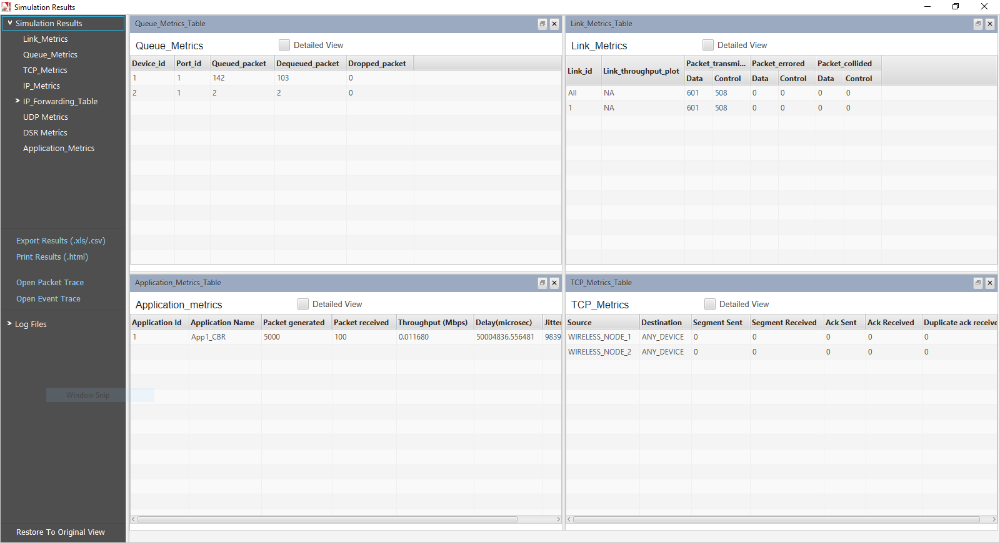 Simulation Results
Simulation Results
Link_Metrics
Queue_Metrics
TCP_Metrics
IP_Metrics
IP_Forwarding_Table
UDP Metrics
DSR Metrics
Application_Metrics
Export Results (.xls/.csv)
Print Results (.html)
Open Packet Trace
Open Event Trace
Log Files
Window Snip
Restore To Original View
Queue_Metrics_Table
Queue_Metrics Detailed View
Device_id Port_id Queued_packet Dequeued_packet Dropped_packet
1 1 142 103 0
2 1 2 2 0
Link_Metrics_Table
Link_Metrics Detailed View
Link_id Link_throughput_plot Packet_transmi... Packet_errored Packet_collided
Data Control Data Control Data Control
All NA 601 508 0 0 0 0
1 NA 601 508 0 0 0 0
Application_Metrics_Table
Application_metrics Detailed View
Application Id Application Name Packet generated Packet received Throughput (Mbps) Delay(microsec) Jitter
1 App1_CBR 5000 100 0.011680 50004836.556481 9839
TCP_Metrics_Table
TCP_Metrics Detailed View
Source Destination Segment Sent Segment Received Ack Sent Ack Received Duplicate ack receive
WIRELESS_NODE_1 ANY_DEVICE 0 0 0 0 0
WIRELESS_NODE_2 ANY_DEVICE 0 0 0 0 0